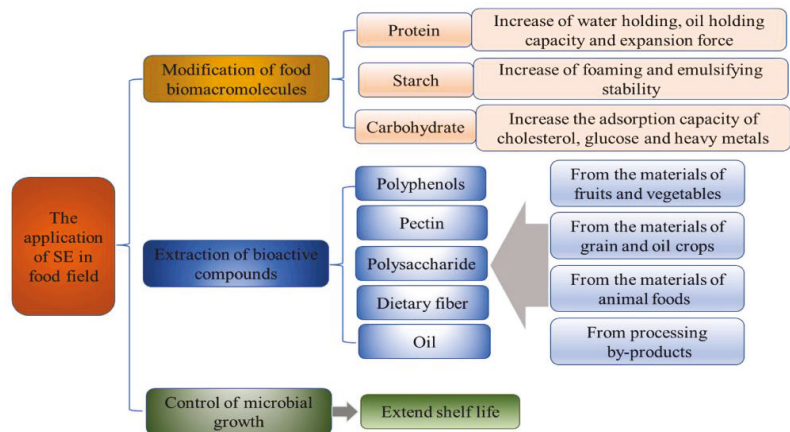 The
application
of SE in
food field
Modification of food
biomacromolecules
Protein
Increase of water holding, oil holding
capacity and expansion force
Starch
Increase of foaming and emulsifying
stability
Carbohydrate
Increase the adsorption capacity of
cholesterol, glucose and heavy metals
Extraction of bioactive
compounds
Polyphenols
Pectin
Polysaccharide
Dietary fiber
Oil
From the materials of
fruits and vegetables
From the materials of
grain and oil crops
From the materials of
animal foods
From processing
by-products
Control of microbial
growth
Extend shelf life